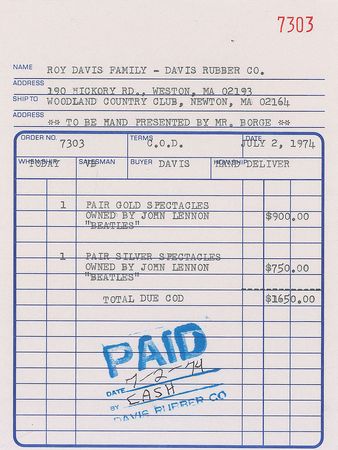 7303
NAME ROY DAVIS FAMILY - DAVIS RUBBER CO.
ADDRESS 190 HICKORY RD., WESTON, MA 02193
SHIP TO WOODLAND COUNTRY CLUB, NEWTON, MA 02164
ADDRESS ** TO BE HAND PRESENTED BY MR. BORGE **
ORDER NO. 7303 TERMS C.O.D. DATE JULY 2, 1974
WHEN SHIP TODAY SALESMAN VB BUYER DAVIS HOW SHIP HAND DELIVER
1 PAIR GOLD SPECTACLES
OWNED BY JOHN LENNON $900.00
"BEATLES"
1 PAIR SILVER SPECTACLES
OWNED BY JOHN LENNON $750.00
"BEATLES"
TOTAL DUE COD $1650.00
PAID
DATE 7-2-74
BY CASH
DAVIS RUBBER CO